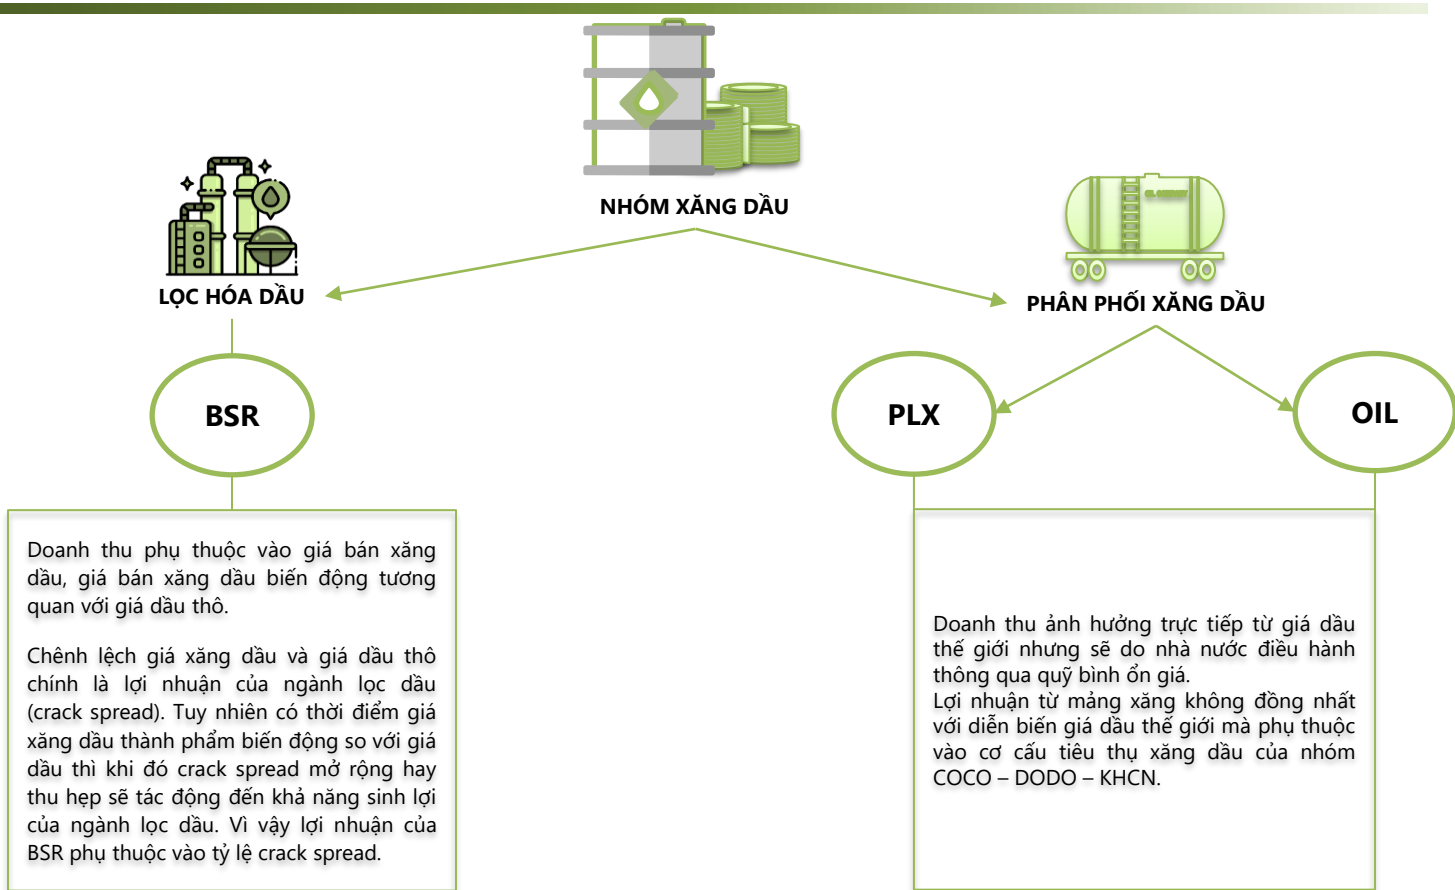 NHÓM XĂNG DẦU
LỌC HÓA DẦU
PHÂN PHỐI XĂNG DẦU
BSR
PLX
OIL
Doanh thu phụ thuộc vào giá bán xăng
dầu, giá bán xăng dầu biến động tương
quan với giá dầu thô.
Chênh lệch giá xăng dầu và giá dầu thô
chính là lợi nhuận của ngành lọc dầu
(crack spread). Tuy nhiên có thời điểm giá
xăng dầu thành phẩm biến động so với giá
dầu thì khi đó crack spread mở rộng hay
thu hẹp sẽ tác động đến khả năng sinh lợi
của ngành lọc dầu. Vì vậy lợi nhuận của
BSR phụ thuộc vào tỷ lệ crack spread.
Doanh thu ảnh hưởng trực tiếp từ giá dầu
thế giới nhưng sẽ do nhà nước điều hành
thông qua quỹ bình ổn giá.
Lợi nhuận từ mảng xăng không đồng nhất
với diễn biến giá dầu thế giới mà phụ thuộc
vào cơ cấu tiêu thụ xăng dầu của nhóm
COCO – DODO – KHCN.